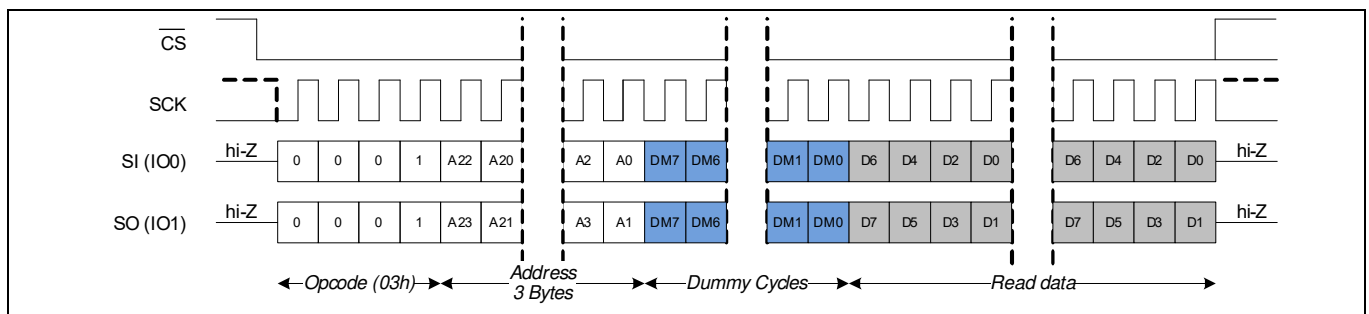 CS
SCK
SI (IO0) hi-Z 0 0 0 1 A22 A20 A2 A0 DM7 DM6 DM1 DM0 D6 D4 D2 D0 D6 D4 D2 D0 hi-Z
SO (IO1) hi-Z 0 0 0 1 A23 A21 A3 A1 DM7 DM6 DM1 DM0 D7 D5 D3 D1 D7 D5 D3 D1 hi-Z
Opcode (03h) Address Dummy Cycles Read data
3 Bytes